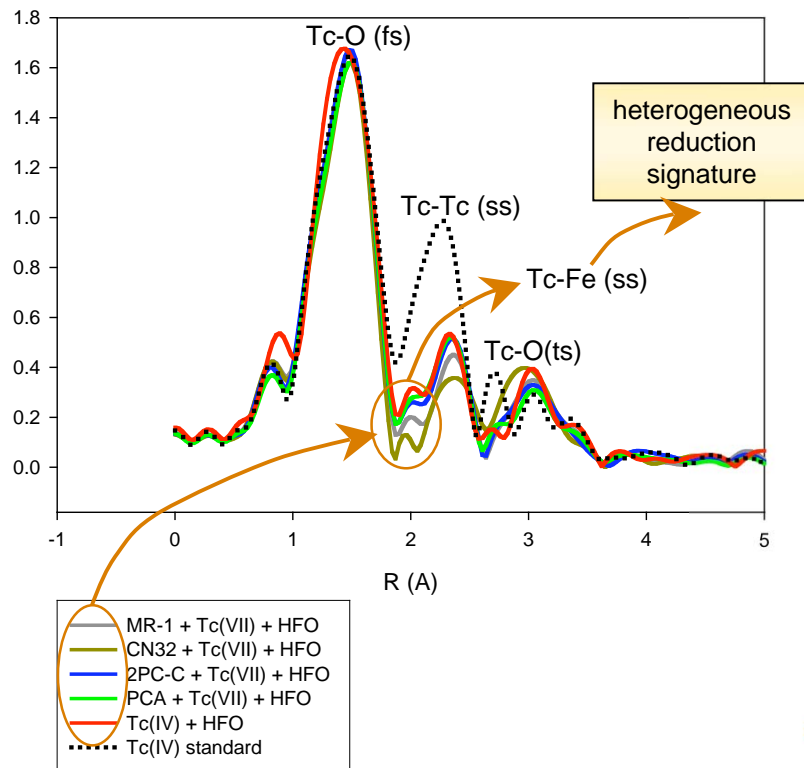 1.8
Tc-O (fs)
1.6
heterogeneous
reduction
signature
1.4
1.2
Tc-Tc (ss)
1.0
0.8
Tc-Fe (ss)
0.6
Tc-O(ts)
0.4
0.2
0.0
-1 0 1 2 3 4 5
R (A)
MR-1 + Tc(VII) + HFO
CN32 + Tc(VII) + HFO
2PC-C + Tc(VII) + HFO
PCA + Tc(VII) + HFO
Tc(IV) + HFO
Tc(IV) standard